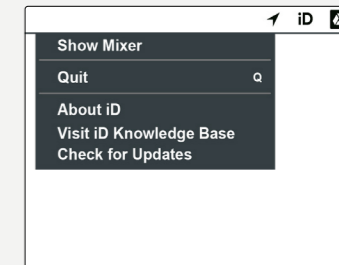 iD
Show Mixer
Quit Q
About iD
Visit iD Knowledge Base
Check for Updates